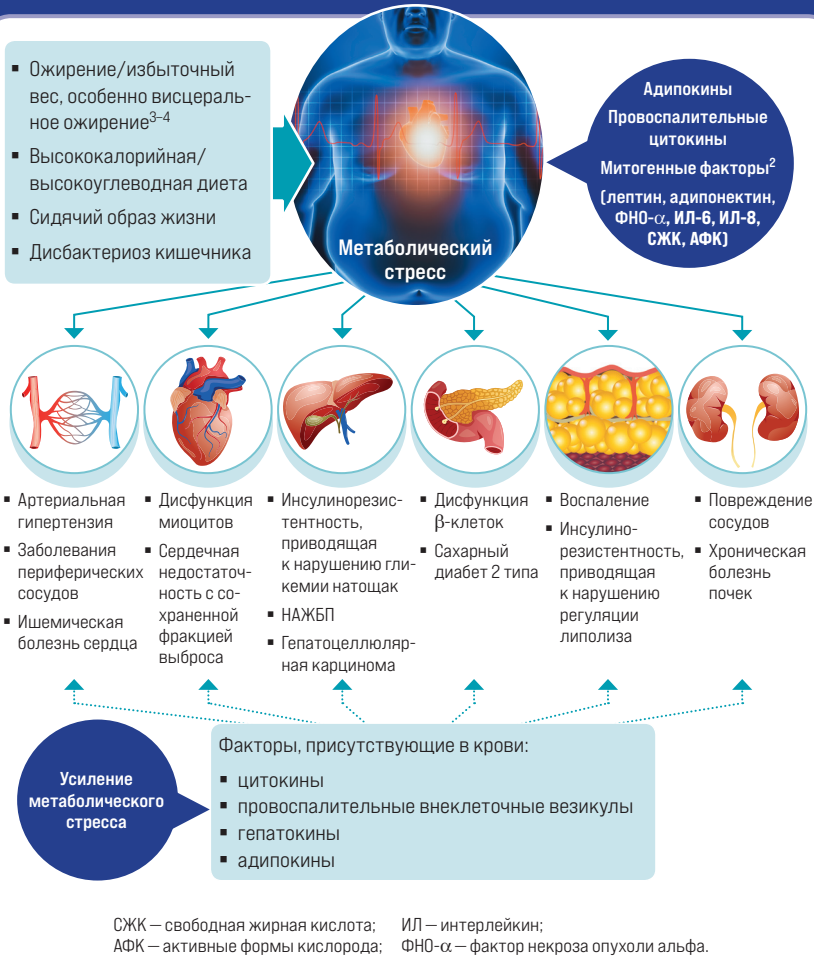 ▪ Ожирение/избыточный
вес, особенно висцераль-
ное ожирение3–4
▪ Высококалорийная/
высокоуглеводная диета
▪ Сидячий образ жизни
▪ Дисбактериоз кишечника
Метаболический
стресс
Адипокины
Провоспалительные
цитокины
Митогенные факторы2
(лептин, адипонектин,
ФНО-α, ИЛ-6, ИЛ-8,
СЖК, АФК)
▪ Артериальная
гипертензия
▪ Заболевания
периферических
сосудов
▪ Ишемическая
болезнь сердца
▪ Дисфункция
миоцитов
▪ Сердечная
недостаточ-
ность с со-
храненной
фракцией
выброса
▪ Инсулинорезис-
тентность,
приводящая
к нарушению гли-
кемии натощак
▪ НАЖБП
▪ Гепатоцеллюляр-
ная карцинома
▪ Дисфункция
β-клеток
▪ Сахарный
диабет 2 типа
▪ Воспаление
▪ Инсулино-
резистентность,
приводящая
к нарушению
регуляции
липолиза
▪ Повреждение
сосудов
▪ Хроническая
болезнь
почек
Усиление
метаболического
стресса
Факторы, присутствующие в крови:
▪ цитокины
▪ провоспалительные внеклеточные везикулы
▪ гепатокины
▪ адипокины
СЖК — свободная жирная кислота; ИЛ — интерлейкин;
АФК — активные формы кислорода; ФНО-α — фактор некроза опухоли альфа.